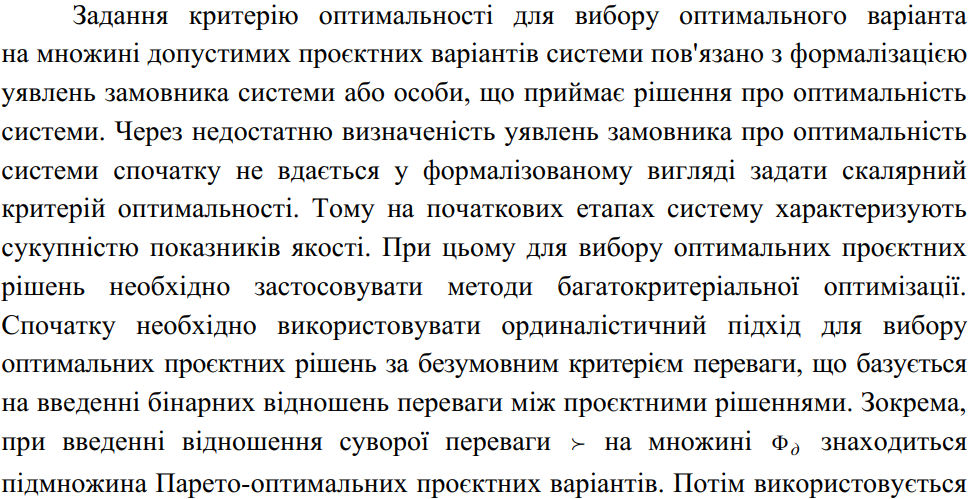 Задання критерію оптимальності для вибору оптимального варіанта
на множині допустимих проєктних варіантів системи пов'язано з формалізацією
уявлень замовника системи або особи, що приймає рішення про оптимальність
системи. Через недостатню визначеність уявлень замовника про оптимальність
системи спочатку не вдається у формалізованому вигляді задати скалярний
критерій оптимальності. Тому на початкових етапах систему характеризують
сукупністю показників якості. При цьому для вибору оптимальних проєктних
рішень необхідно застосовувати методи багатокритеріальної оптимізації.
Спочатку необхідно використовувати ординалістичний підхід для вибору
оптимальних проєктних рішень за безумовним критерієм переваги, що базується
на введенні бінарних відношень переваги між проєктними рішеннями. Зокрема,
при введенні відношення суворої переваги ≻ на множині Φ_д знаходиться
підмножина Парето-оптимальних проєктних варіантів. Потім використовується